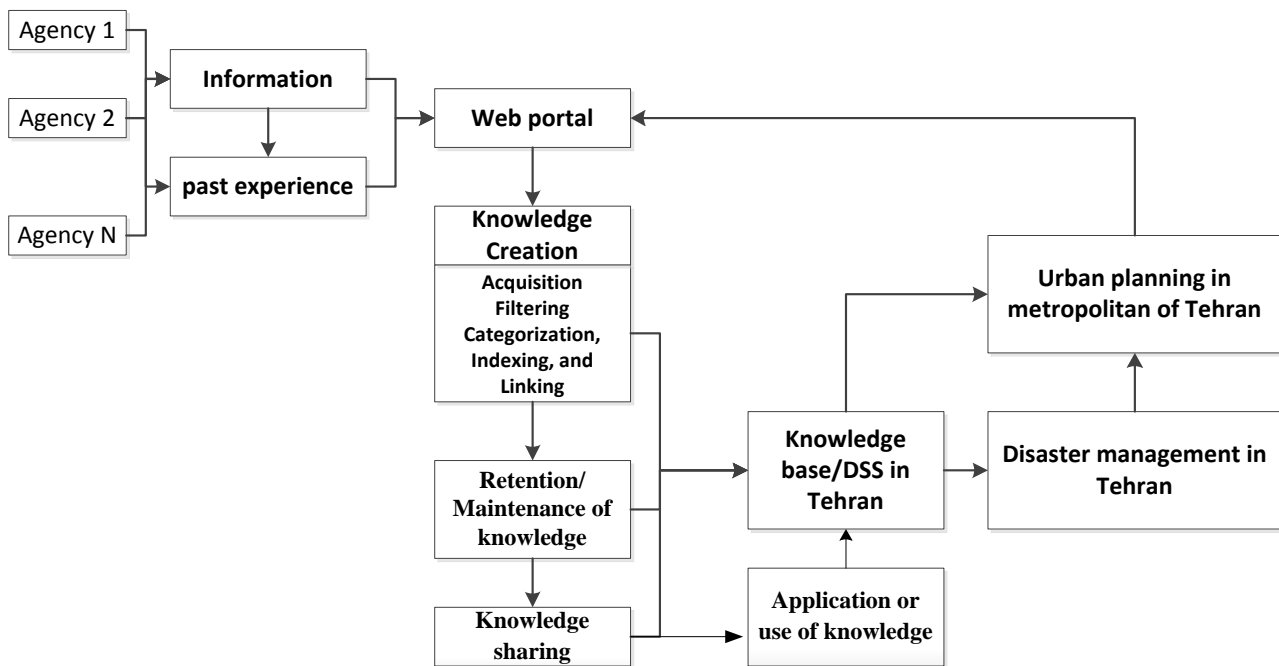 Agency 1
Agency 2
Agency N
Information
past experience
Web portal
Knowledge
Creation
Acquisition
Filtering
Categorization,
Indexing, and
Linking
Retention/
Maintenance of
knowledge
Knowledge
sharing
Knowledge
base/DSS in
Tehran
Application or
use of knowledge
Urban planning in
metropolitan of Tehran
Disaster management in
Tehran